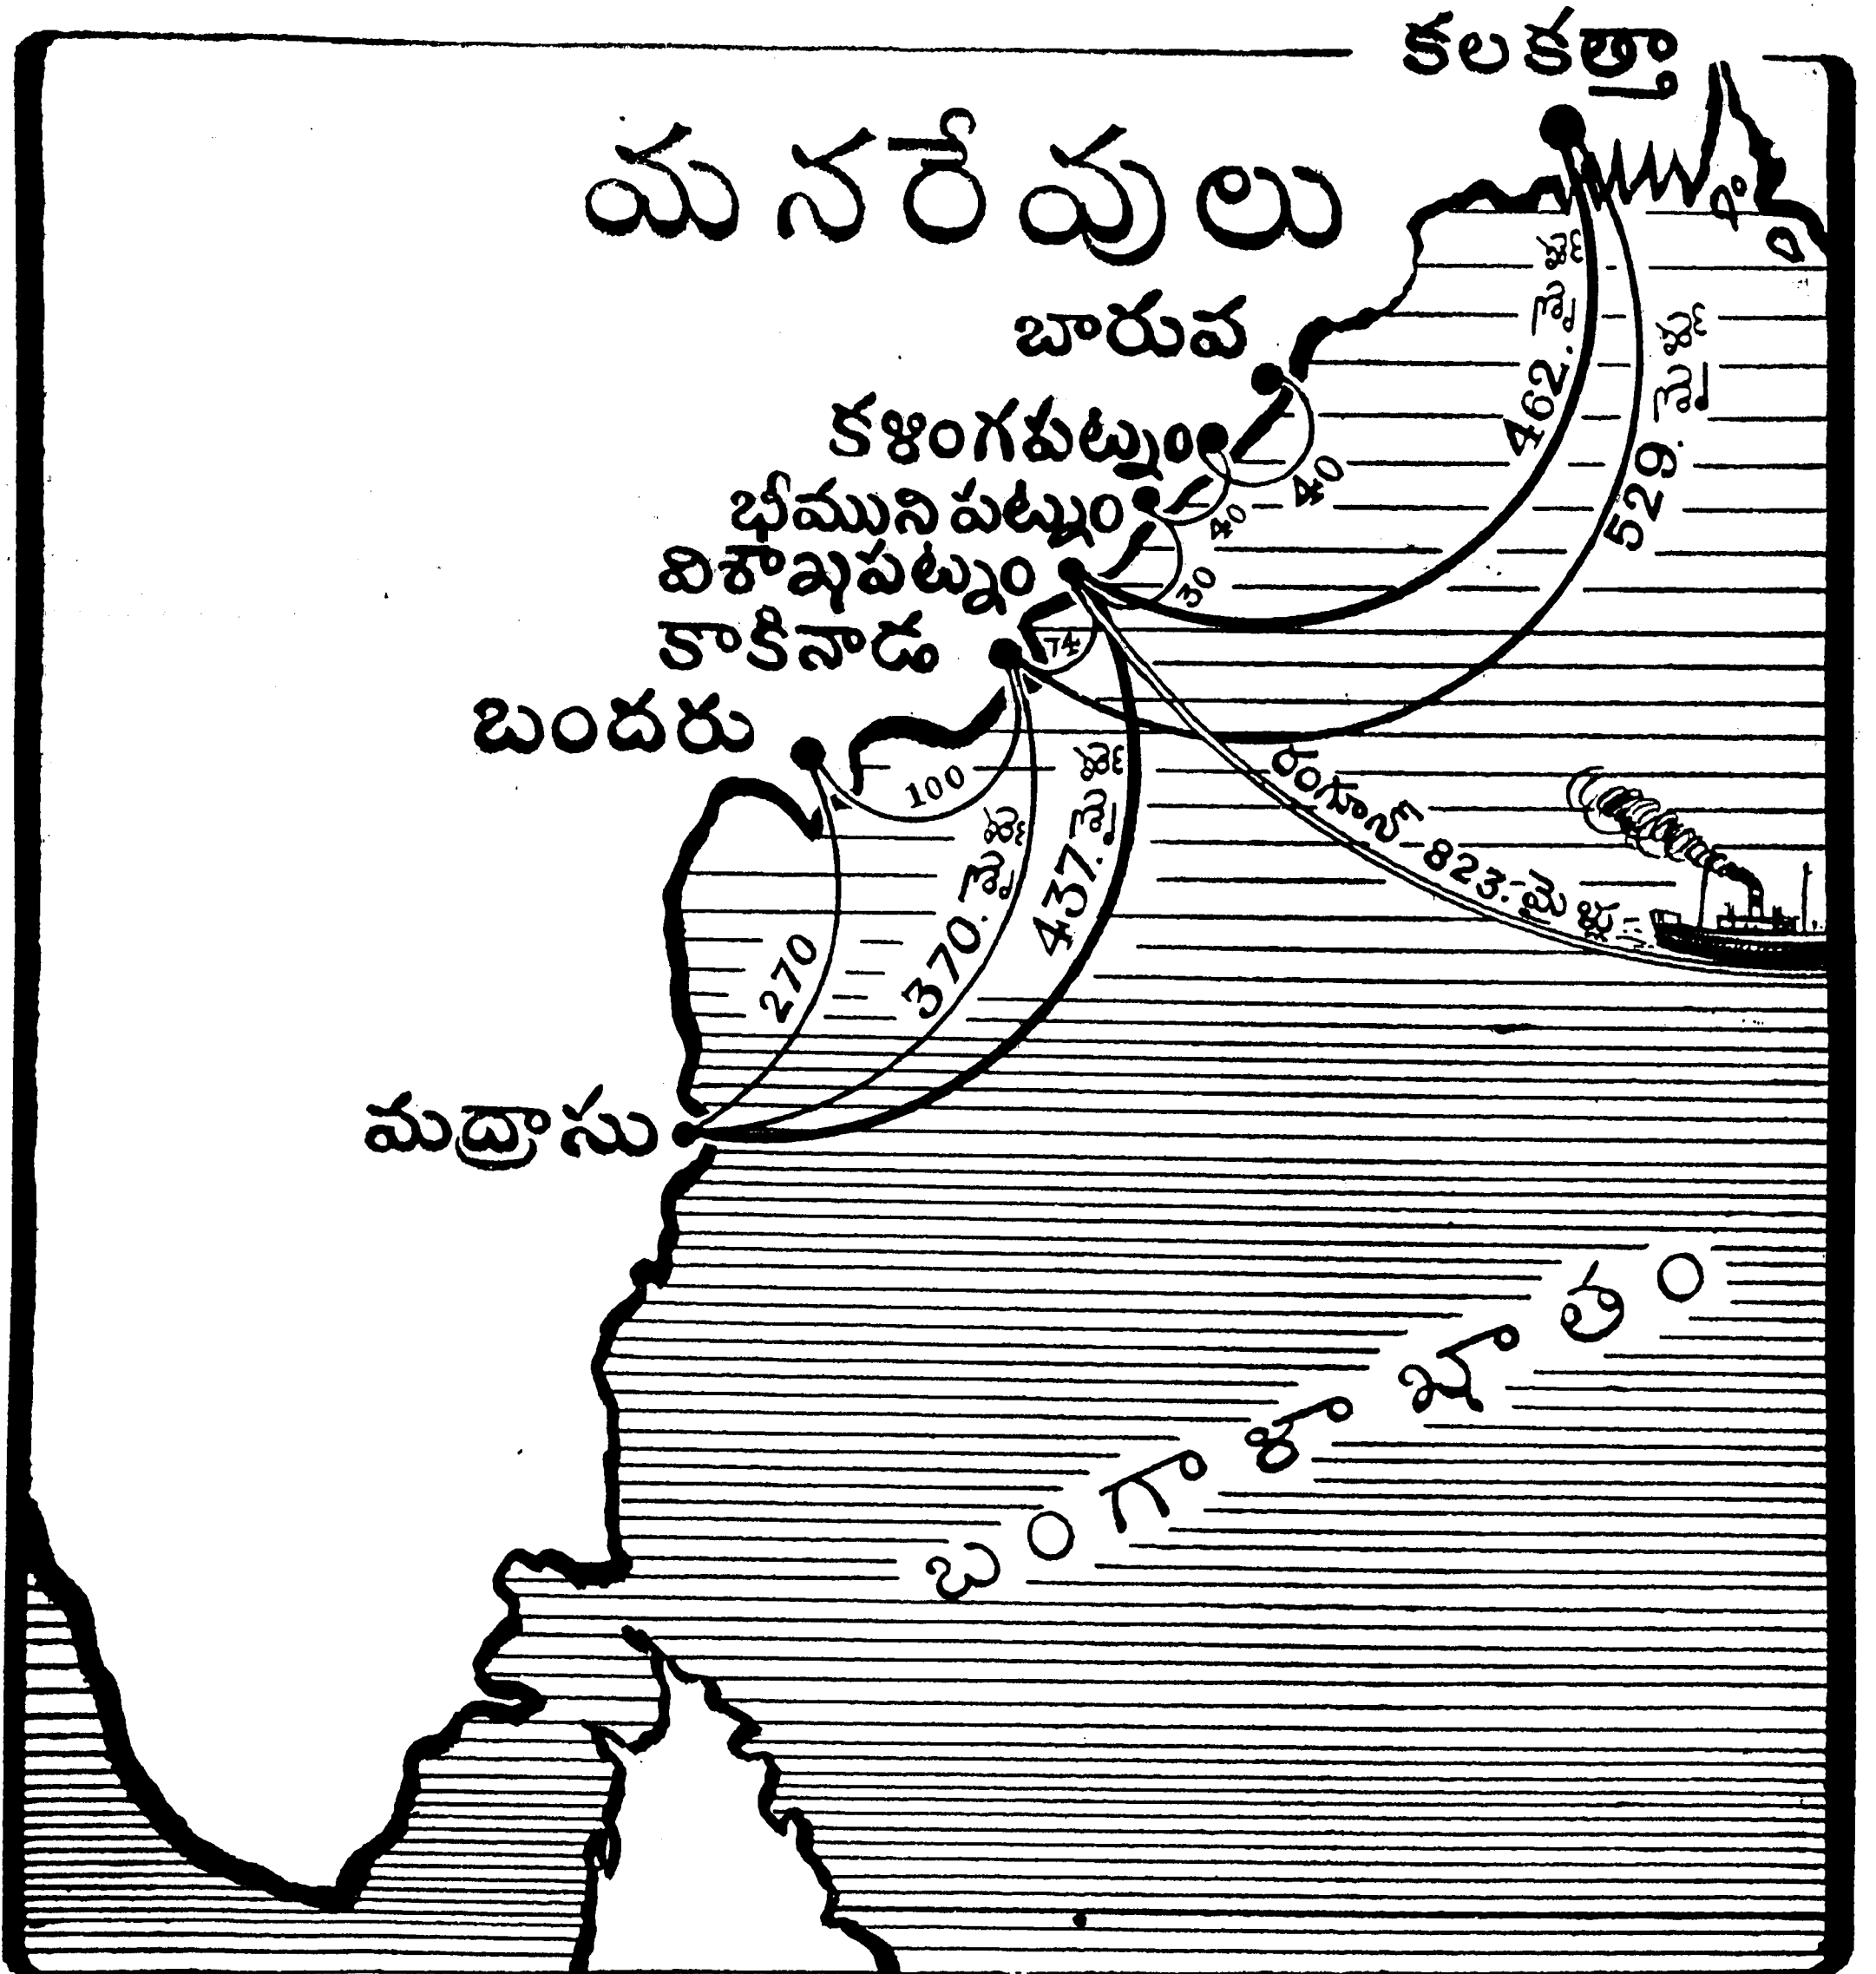 కలకత్తా
మనరేవులు
బారువ
కళింగపట్నం
భీమునిపట్నం
విశాఖపట్నం
కాకినాడ
బందరు
మద్రాసు
462. మైళ్లు
529. మైళ్లు
40
40
30
74
100
270
370. మైళ్లు
437. మైళ్లు
రంగూన్-823. మైళ్లు
బంగాళాఖాతం